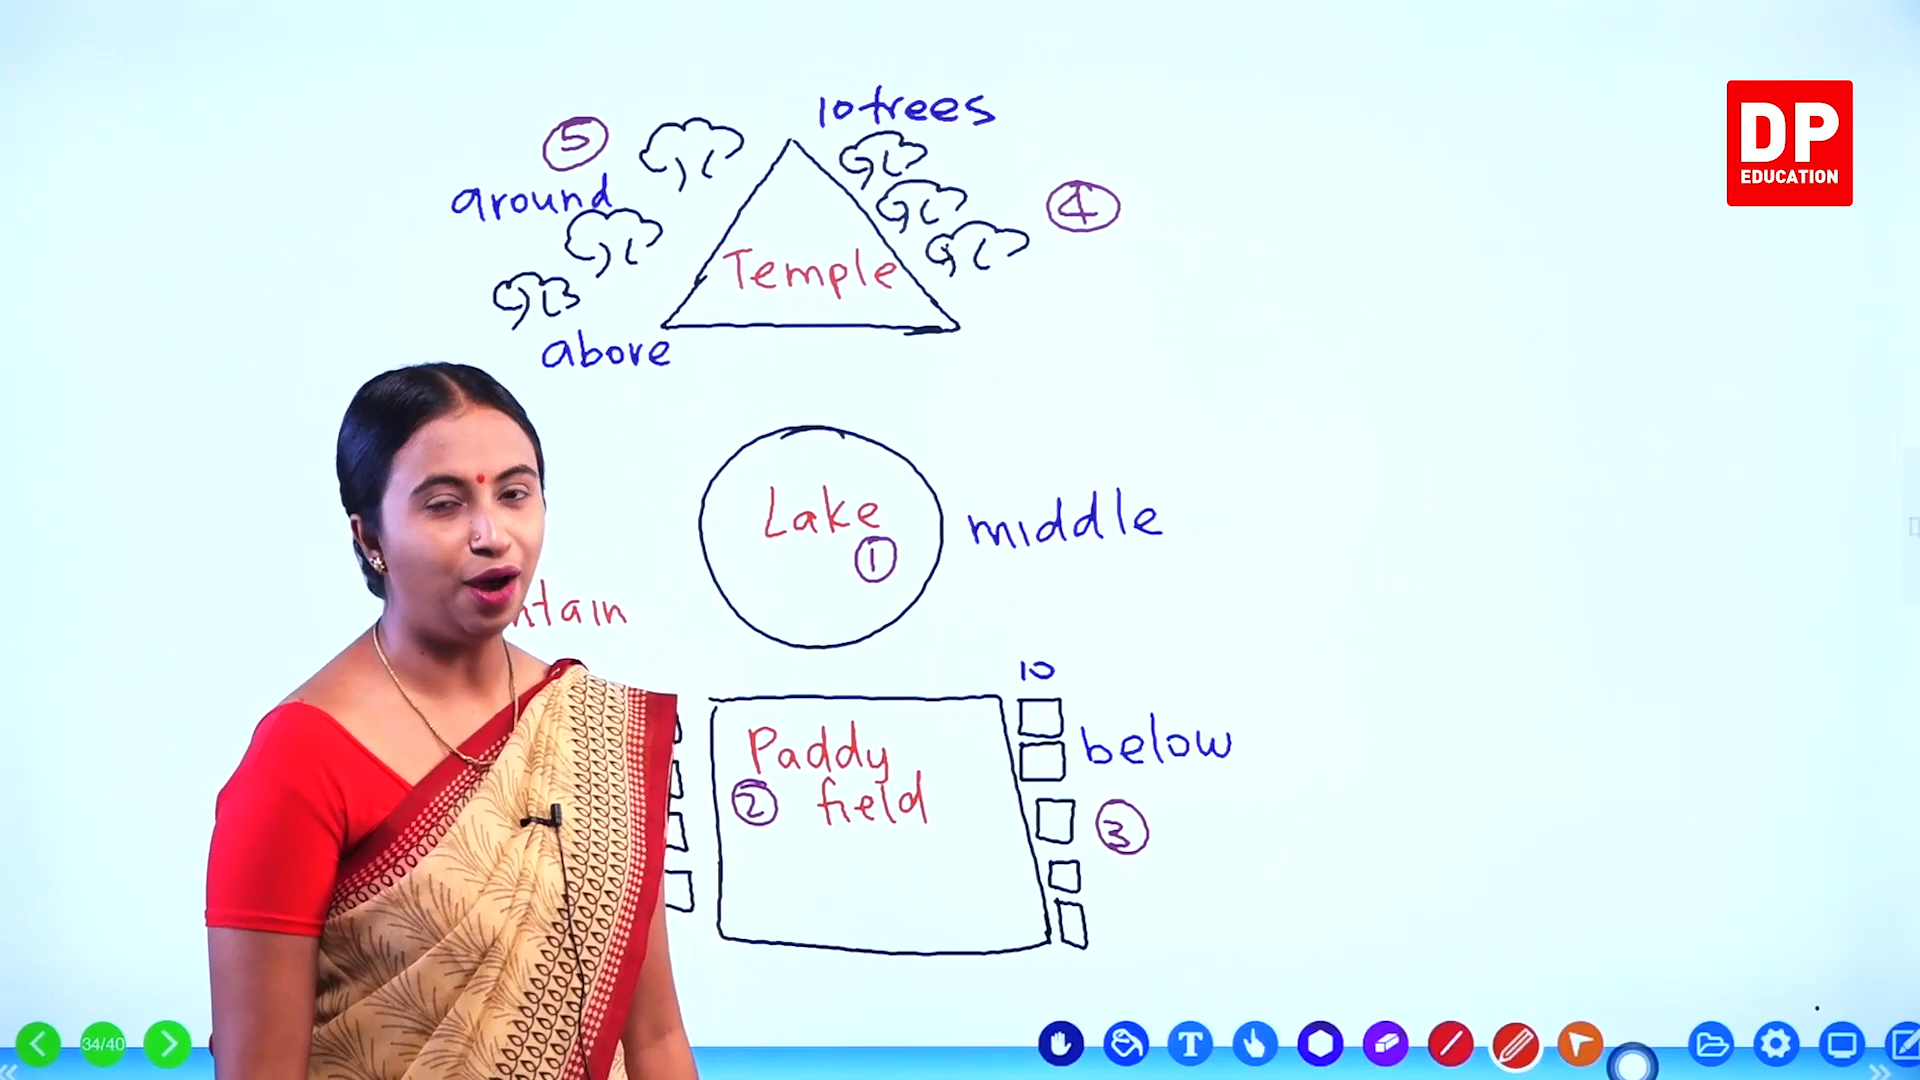 10 trees
5
around
4
Temple
above
Lake
1
middle
ntain
10
Paddy
field
2
below
3
DP
EDUCATION
34/40
T